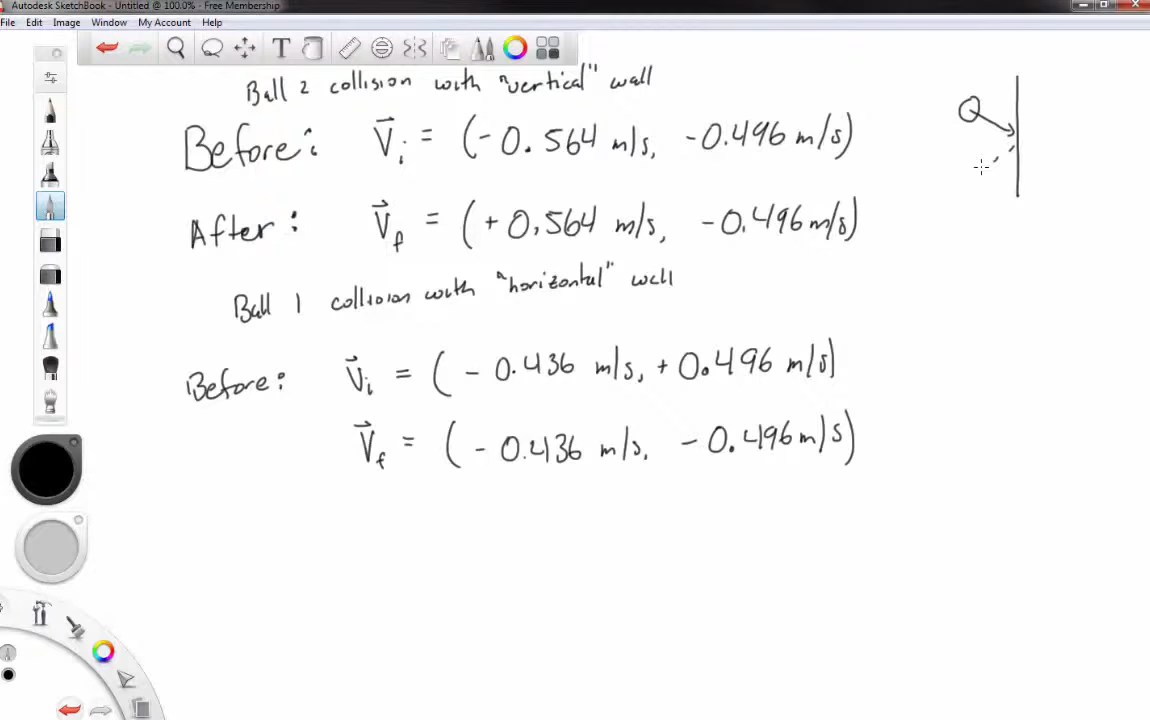 Autodesk SketchBook - Untitled @ 100.0% - Free Membership
File Edit Image Window My Account Help
Ball 2 collision with "vertical" wall
Before: V⃗i = (- 0.564 m/s, -0.496 m/s)
After: V⃗f = (+ 0.564 m/s, -0.496 m/s)
Ball 1 collision with "horizontal" wall
Before: V⃗i = ( - 0.436 m/s, + 0.496 m/s)
V⃗f = ( - 0.436 m/s, - 0.496 m/s)